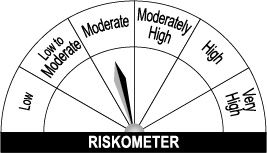 Low
Low to
Moderate
Moderate
Moderately
High
High
Very
High
RISKOMETER